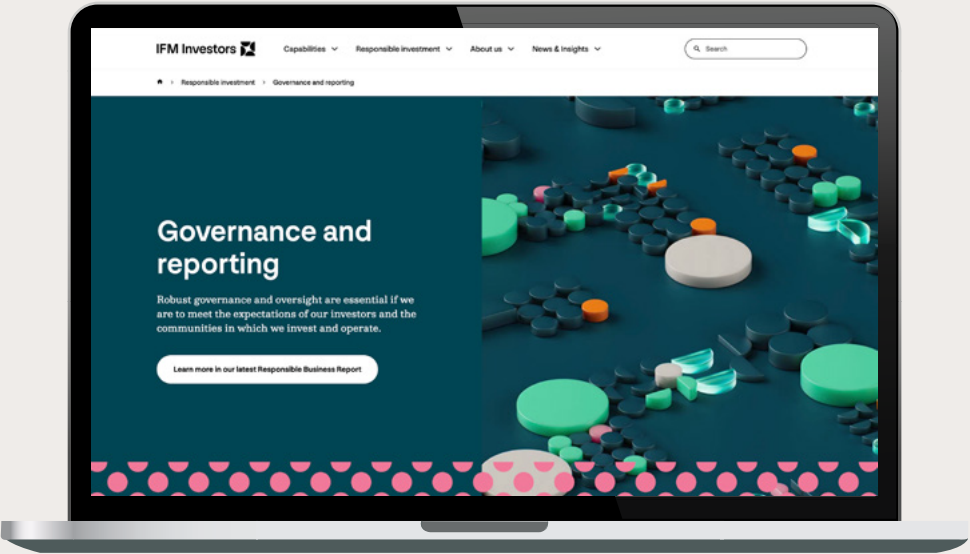 IFM Investors
Capabilities Responsible investment About us News & Insights Search
Responsible investment > Governance and reporting
Governance and
reporting
Robust governance and oversight are essential if we
are to meet the expectations of our investors and the
communities in which we invest and operate.
Learn more in our latest Responsible Business Report